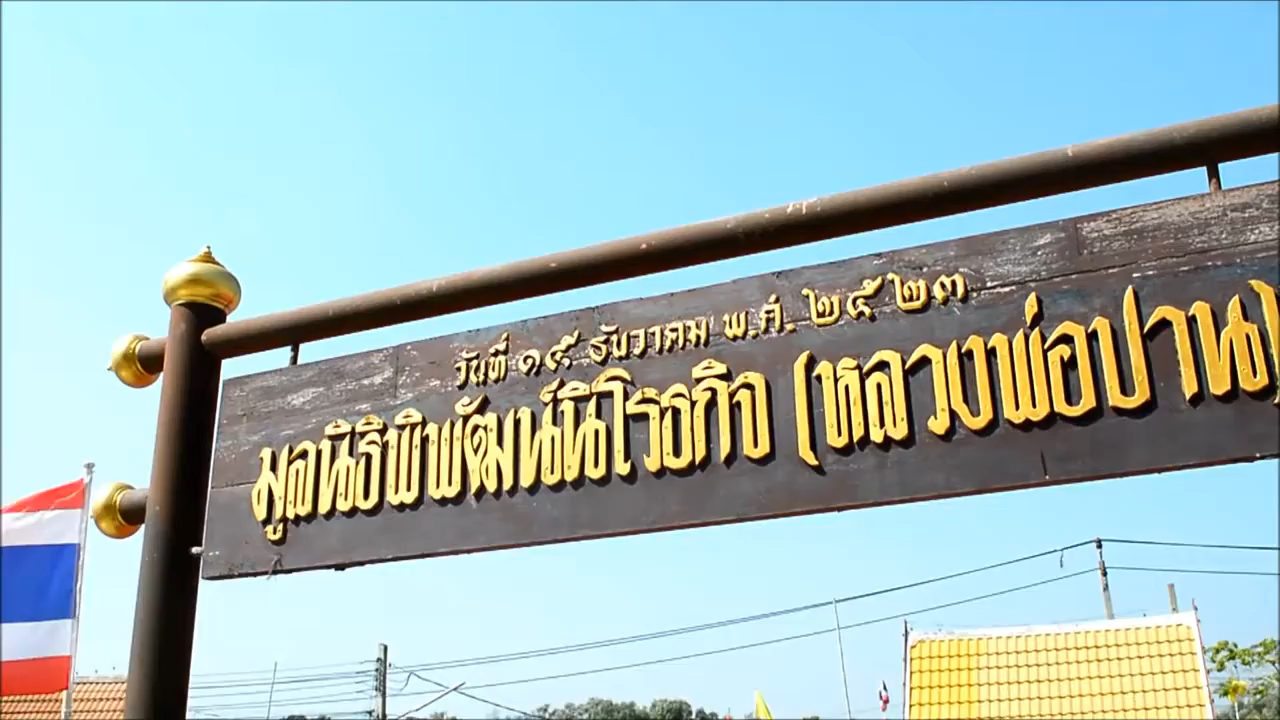 วันที่ ๑๙ ธันวาคม พ.ศ. ๒๕๒๓
มูลนิธิพิพัฒน์นิโรธกิจ (หลวงพ่อปาน)